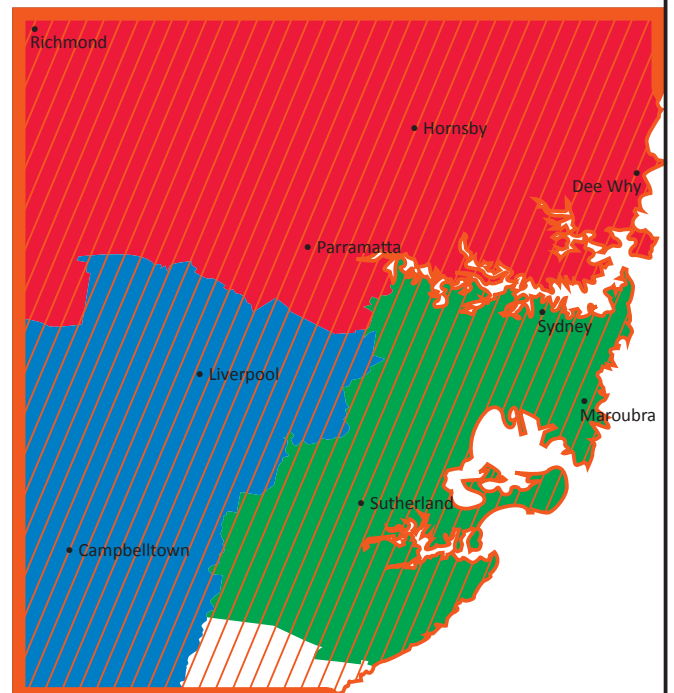 Richmond
Hornsby
Dee Why
Parramatta
Sydney
Liverpool
Maroubra
Sutherland
Campbelltown